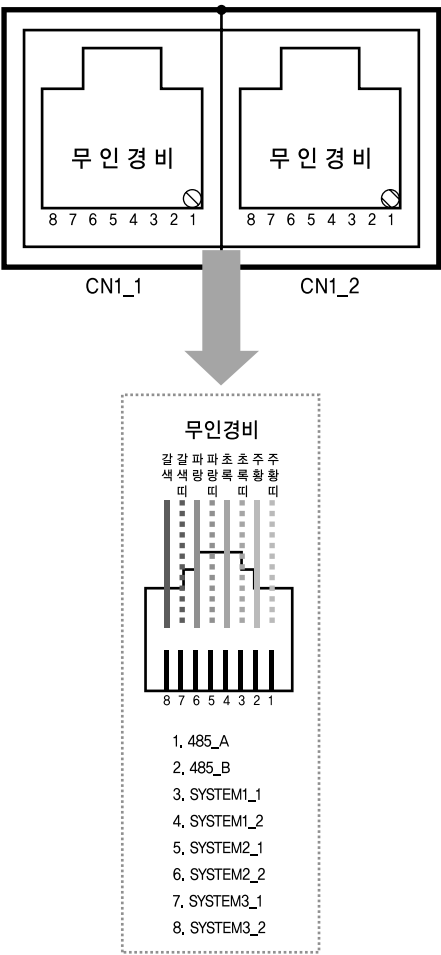 무인경비 무인경비
8 7 6 5 4 3 2 1 8 7 6 5 4 3 2 1
CN1_1 CN1_2
무인경비
갈색 갈색띠 파랑 파랑띠 초록 초록띠 주황 주황띠
8 7 6 5 4 3 2 1
1. 485_A
2. 485_B
3. SYSTEM1_1
4. SYSTEM1_2
5. SYSTEM2_1
6. SYSTEM2_2
7. SYSTEM3_1
8. SYSTEM3_2